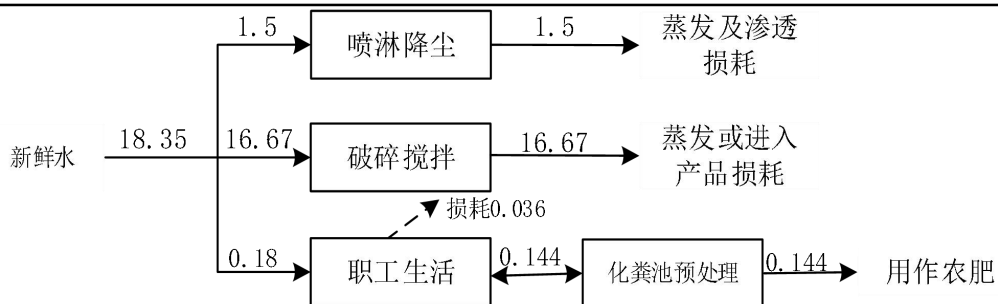 1.5
喷淋降尘
1.5
蒸发及渗透
损耗
新鲜水
18.35
16.67
破碎搅拌
16.67
蒸发或进入
产品损耗
损耗0.036
0.18
职工生活
0.144
化粪池预处理
0.144
用作农肥